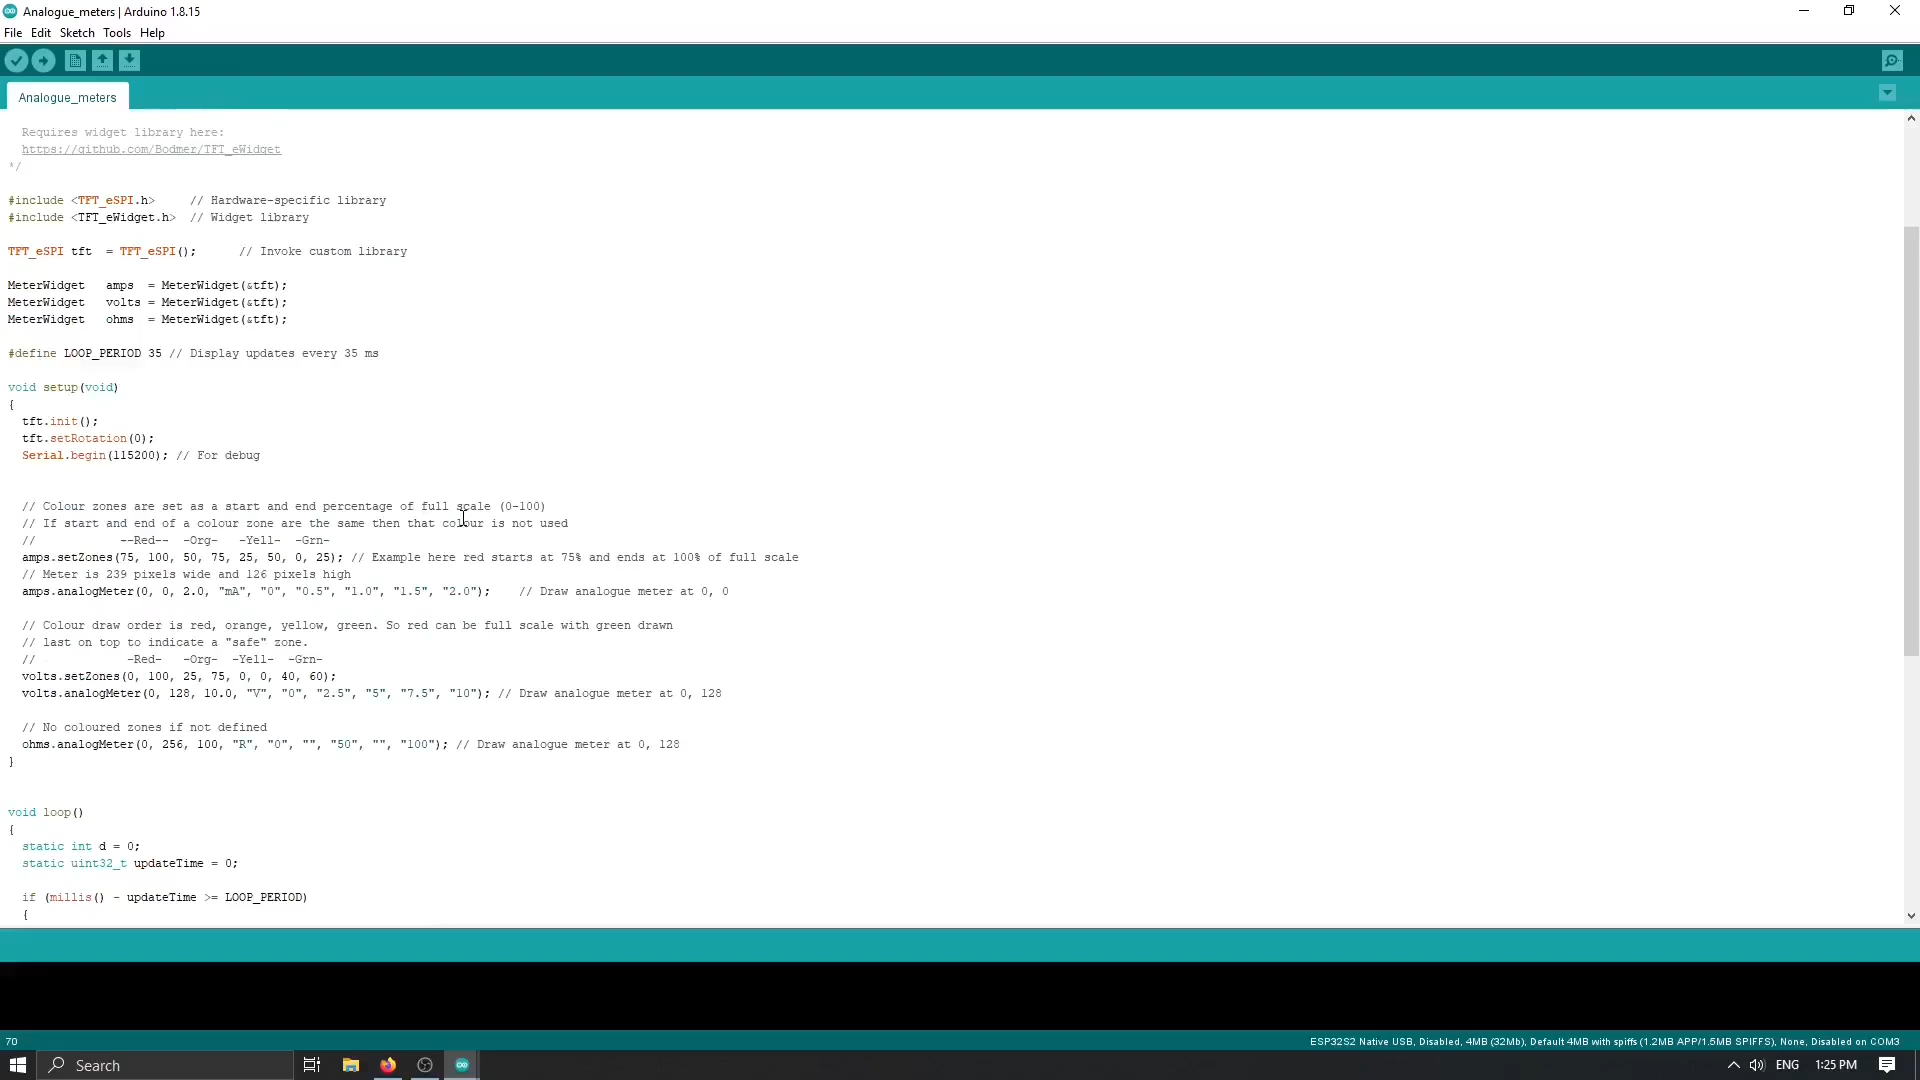 Analogue_meters | Arduino 1.8.15
File Edit Sketch Tools Help
Analogue_meters
Requires widget library here:
https://github.com/Bodmer/TFT_eWidget
*/
#include <TFT_eSPI.h>     // Hardware-specific library
#include <TFT_eWidget.h>  // Widget library
TFT_eSPI tft  = TFT_eSPI();      // Invoke custom library
MeterWidget   amps  = MeterWidget(&tft);
MeterWidget   volts = MeterWidget(&tft);
MeterWidget   ohms  = MeterWidget(&tft);
#define LOOP_PERIOD 35 // Display updates every 35 ms
void setup(void)
{
  tft.init();
  tft.setRotation(0);
  Serial.begin(115200); // For debug
  // Colour zones are set as a start and end percentage of full scale (0-100)
  // If start and end of a colour zone are the same then that colour is not used
  //            --Red--  -Org-   -Yell-  -Grn-
  amps.setZones(75, 100, 50, 75, 25, 50, 0, 25); // Example here red starts at 75% and ends at 100% of full scale
  // Meter is 239 pixels wide and 126 pixels high
  amps.analogMeter(0, 0, 2.0, "mA", "0", "0.5", "1.0", "1.5", "2.0");    // Draw analogue meter at 0, 0
  // Colour draw order is red, orange, yellow, green. So red can be full scale with green drawn
  // last on top to indicate a "safe" zone.
  //             -Red-   -Org-  -Yell-  -Grn-
  volts.setZones(0, 100, 25, 75, 0, 0, 40, 60);
  volts.analogMeter(0, 128, 10.0, "V", "0", "2.5", "5", "7.5", "10"); // Draw analogue meter at 0, 128
  // No coloured zones if not defined
  ohms.analogMeter(0, 256, 100, "R", "0", "", "50", "", "100"); // Draw analogue meter at 0, 128
}
void loop()
{
  static int d = 0;
  static uint32_t updateTime = 0;
  if (millis() - updateTime >= LOOP_PERIOD)
  {
70
ESP32S2 Native USB, Disabled, 4MB (32Mb), Default 4MB with spiffs (1.2MB APP/1.5MB SPIFFS), None, Disabled on COM3
Search
ENG
1:25 PM